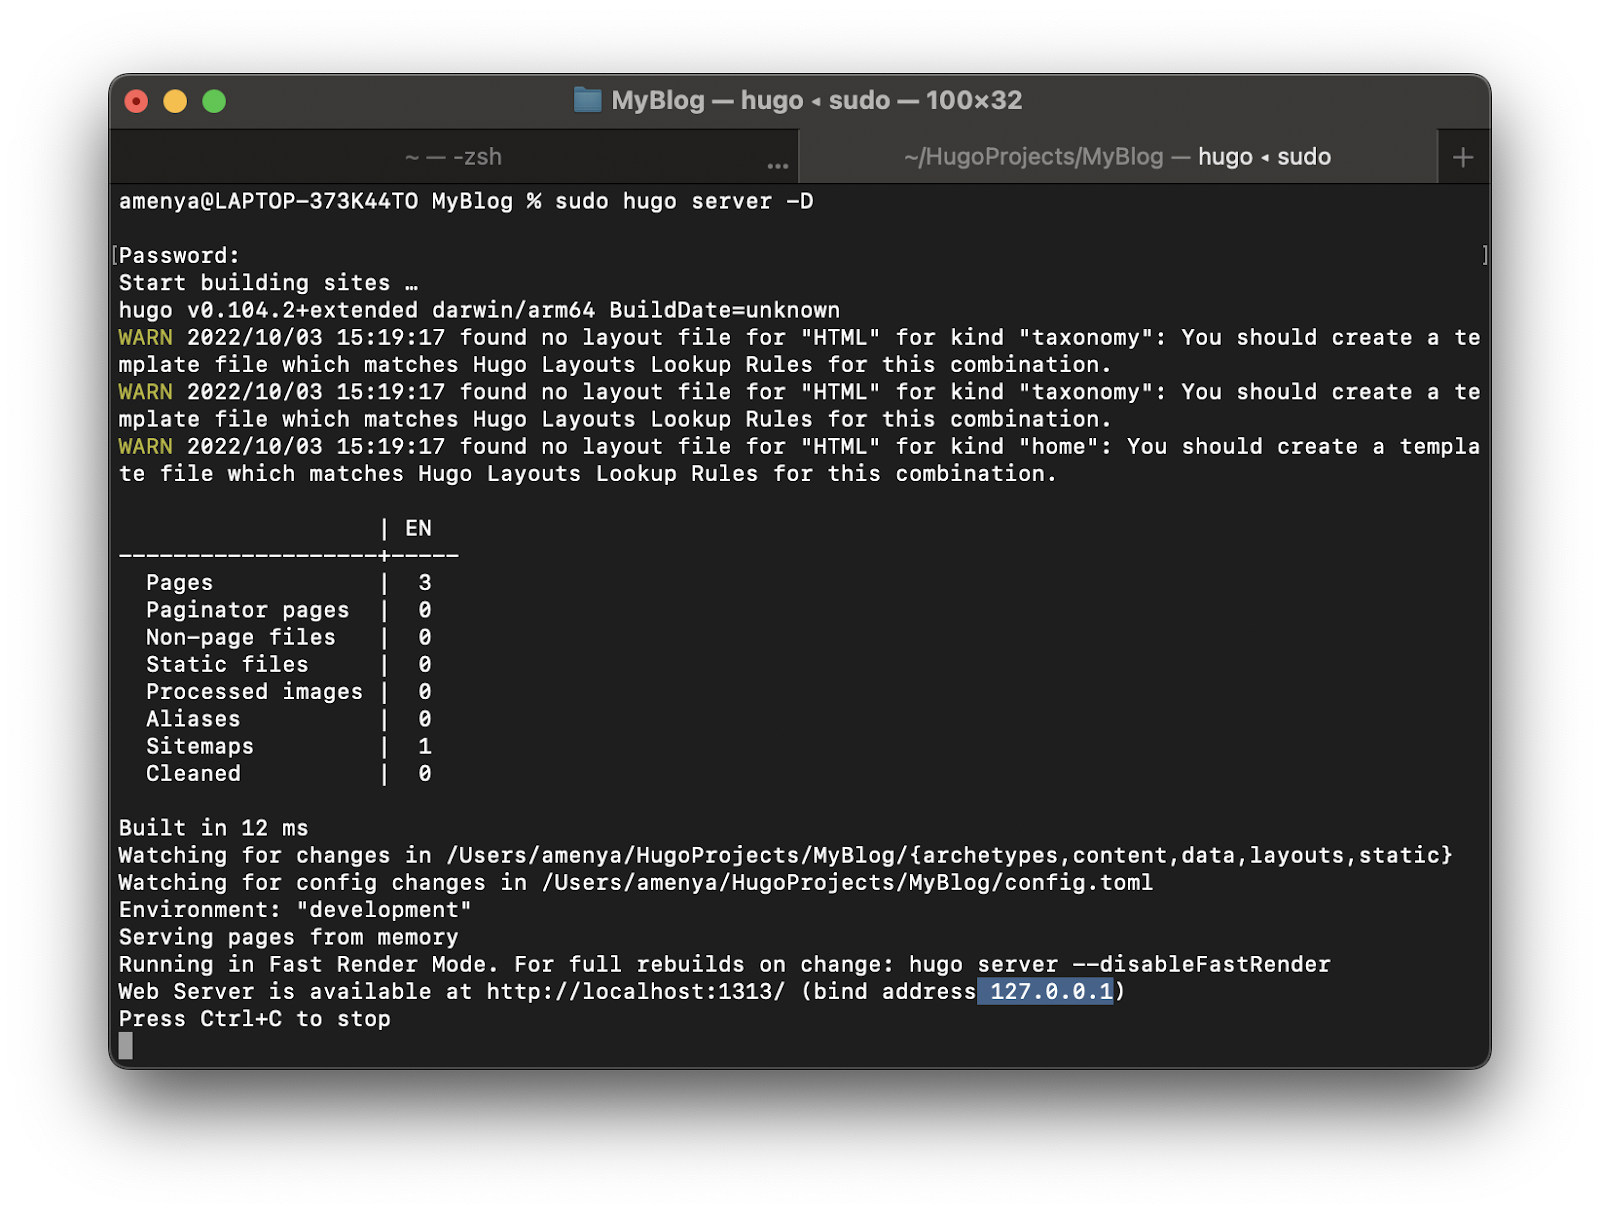 MyBlog — hugo ◂ sudo — 100×32
~ — -zsh ...
~/HugoProjects/MyBlog — hugo ◂ sudo +
amenya@LAPTOP-373K44TO MyBlog % sudo hugo server -D
[Password: ]
Start building sites …
hugo v0.104.2+extended darwin/arm64 BuildDate=unknown
WARN 2022/10/03 15:19:17 found no layout file for "HTML" for kind "taxonomy": You should create a te
mplate file which matches Hugo Layouts Lookup Rules for this combination.
WARN 2022/10/03 15:19:17 found no layout file for "HTML" for kind "taxonomy": You should create a te
mplate file which matches Hugo Layouts Lookup Rules for this combination.
WARN 2022/10/03 15:19:17 found no layout file for "HTML" for kind "home": You should create a templa
te file which matches Hugo Layouts Lookup Rules for this combination.
                   | EN
-------------------+-----
  Pages            |  3
  Paginator pages  |  0
  Non-page files   |  0
  Static files     |  0
  Processed images |  0
  Aliases          |  0
  Sitemaps         |  1
  Cleaned          |  0
Built in 12 ms
Watching for changes in /Users/amenya/HugoProjects/MyBlog/{archetypes,content,data,layouts,static}
Watching for config changes in /Users/amenya/HugoProjects/MyBlog/config.toml
Environment: "development"
Serving pages from memory
Running in Fast Render Mode. For full rebuilds on change: hugo server --disableFastRender
Web Server is available at http://localhost:1313/ (bind address 127.0.0.1)
Press Ctrl+C to stop